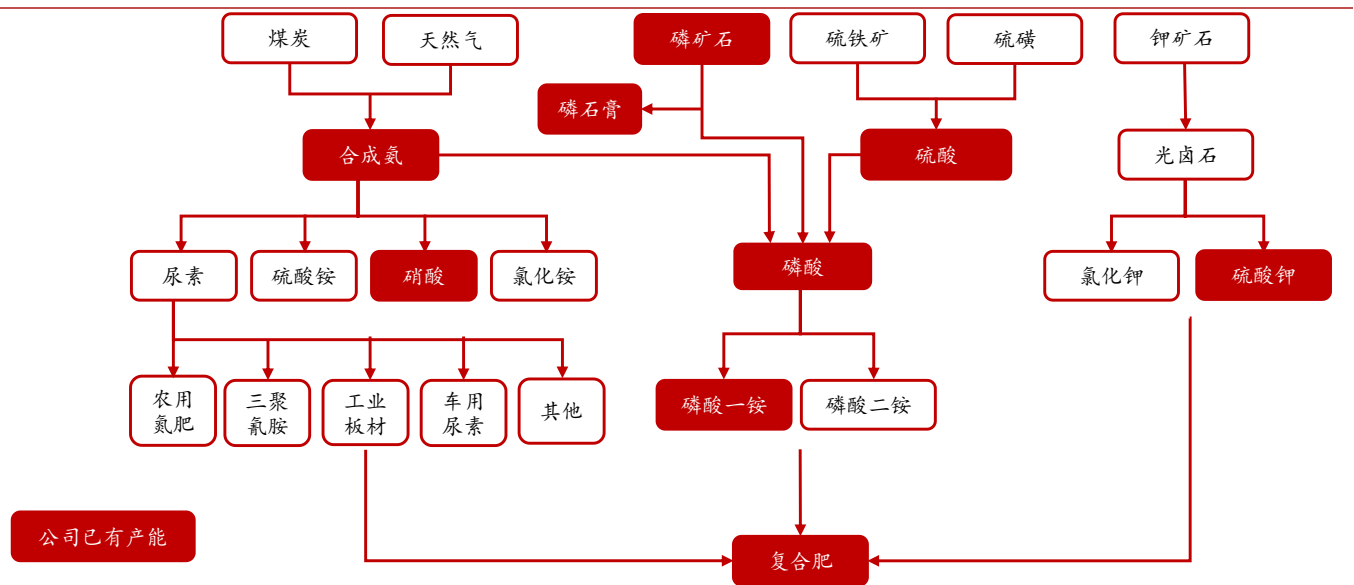 煤炭
天然气
磷矿石
硫铁矿
硫磺
钾矿石
磷石膏
合成氨
硫酸
光卤石
尿素
硫酸铵
硝酸
氯化铵
磷酸
氯化钾
硫酸钾
农用
氮肥
三聚
氰胺
工业
板材
车用
尿素
其他
磷酸一铵
磷酸二铵
公司已有产能
复合肥